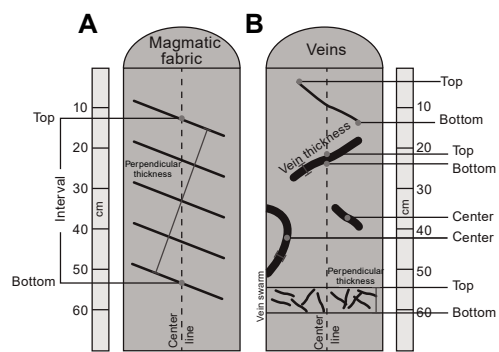 A
Magmatic
fabric
10
20
30
40
50
60
cm
Top
Interval
Bottom
Perpendicular
thickness
Center
line
B
Veins
Top
10
Bottom
Vein thickness
20
Top
Bottom
30
cm
Center
40
Center
50
Perpendicular
thickness
Top
Vein swarm
60
Bottom
Center
line